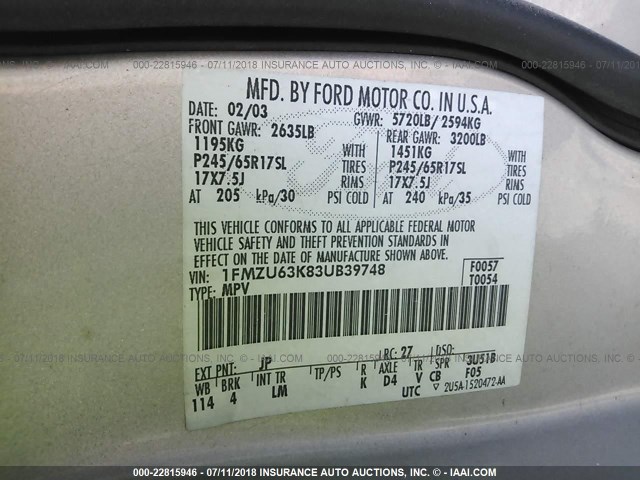 000-22815946 - 07/11/2018 - INSURANCE AUTO AUCTIONS, INC. - © IAAI.COM
MFD. BY FORD MOTOR CO. IN U.S.A.
DATE: 02/03 GVWR: 5720LB/ 2594KG
FRONT GAWR: 2635LB REAR GAWR: 3200LB
1195KG WITH 1451KG WITH
P245/65R17SL TIRES P245/65R17SL TIRES
17X7.5J RIMS 17X7.5J RIMS
AT 205 kPa/30 PSI COLD AT 240 kPa/35 PSI COLD
THIS VEHICLE CONFORMS TO ALL APPLICABLE FEDERAL MOTOR
VEHICLE SAFETY AND THEFT PREVENTION STANDARDS IN
EFFECT ON THE DATE OF MANUFACTURE SHOWN ABOVE.
VIN: 1FMZU63K83UB39748 F0057
TYPE: MPV T0054
EXT PNT: JP RC: 27 DSO:
WB BRK INT TR TP/PS R AXLE TR SPR 3U51B
114 4 LM K D4 V CB F05
UTC ▽ 2U5A-1520472-AA
000-22815946 - 07/11/2018 - INSURANCE AUTO AUCTIONS, INC. - © IAAI.COM